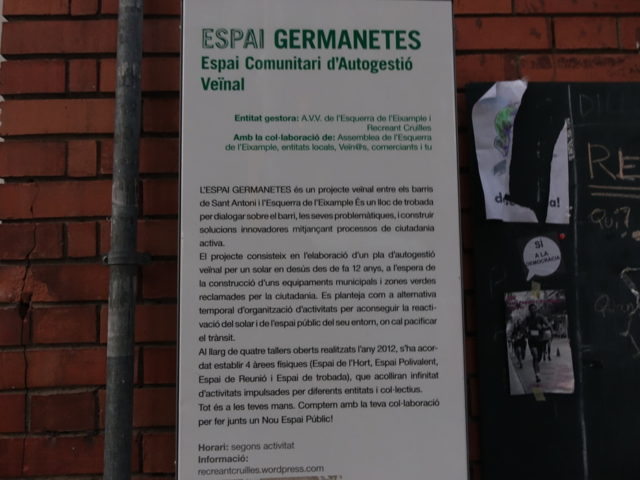 ESPAI GERMANETES
Espai Comunitari d'Autogestió
Veïnal
Entitat gestora: A.V.V. de l'Esquerra de l'Eixample i
Recreant Cruïlles
Amb la col·laboració de: Assemblea de l'Esquerra
de l'Eixample, entitats locals, Vein@s, comerciants i tu
L'ESPAI GERMANETES és un projecte veïnal entre els barris
de Sant Antoni i l'Esquerra de l'Eixample És un lloc de trobada
per dialogar sobre el barri, les seves problemàtiques, i construir
solucions innovadores mitjançant processos de ciutadania
activa.
El projecte consisteix en l'elaboració d'un pla d'autogestió
veïnal per un solar en desús des de fa 12 anys, a l'espera de
la construcció d'uns equipaments municipals i zones verdes
reclamades per la ciutadania. Es planteja com a alternativa
temporal d'organització d'activitats per aconseguir la reacti-
vació del solar i de l'espai públic del seu entorn, on cal pacificar
el trànsit.
Al llarg de quatre tallers oberts realitzats l'any 2012, s'ha acor-
dat establir 4 àrees físiques (Espai de l'Hort, Espai Polivalent,
Espai de Reunió i Espai de trobada), que acolliran infinitat
d'activitats impulsades per diferents entitats i col·lectius.
Tot és a les teves mans. Comptem amb la teva col·laboració
per fer junts un Nou Espai Públic!
Horari: segons activitat
Informació:
recreantcruilles.wordpress.com
SÍ
A LA
DEMOCRÀCIA
RE
Qui?